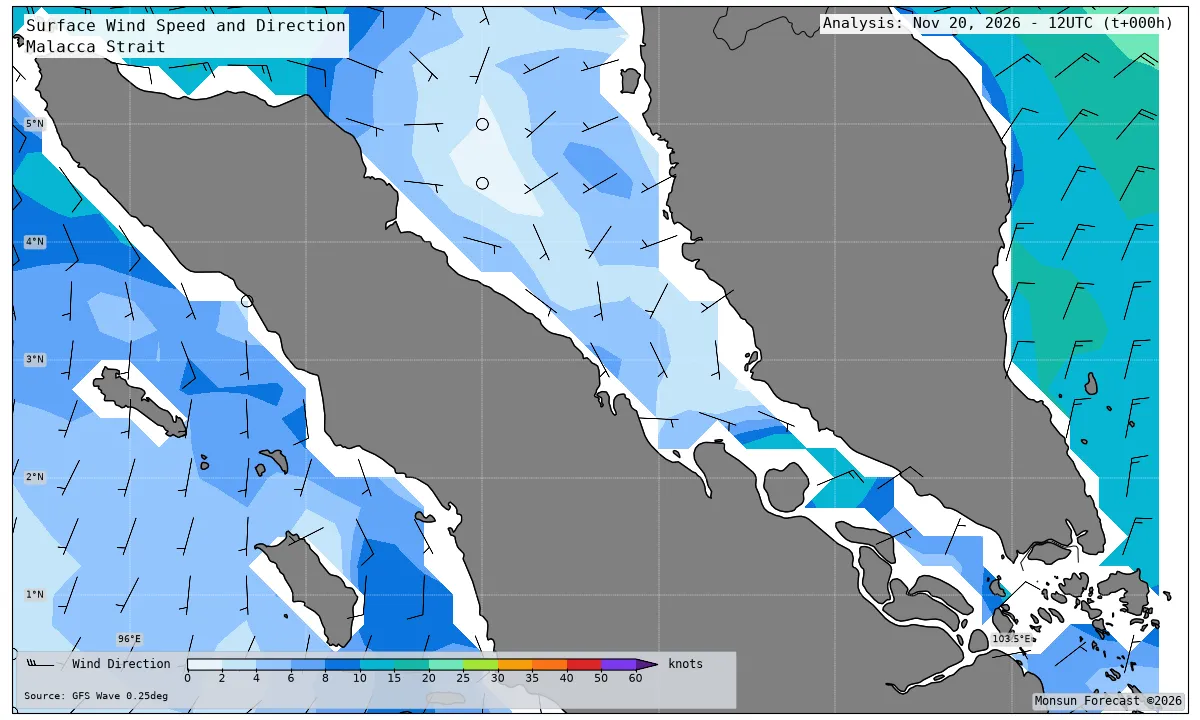 Surface Wind Speed and Direction
Malacca Strait
Analysis: Nov 20, 2026 - 12UTC (t+000h)
5°N
4°N
3°N
2°N
1°N
96°E
103.5°E
Wind Direction
knots
0 2 4 6 8 10 15 20 25 30 35 40 50 60
Source: GFS Wave 0.25deg
Monsun Forecast ©2026